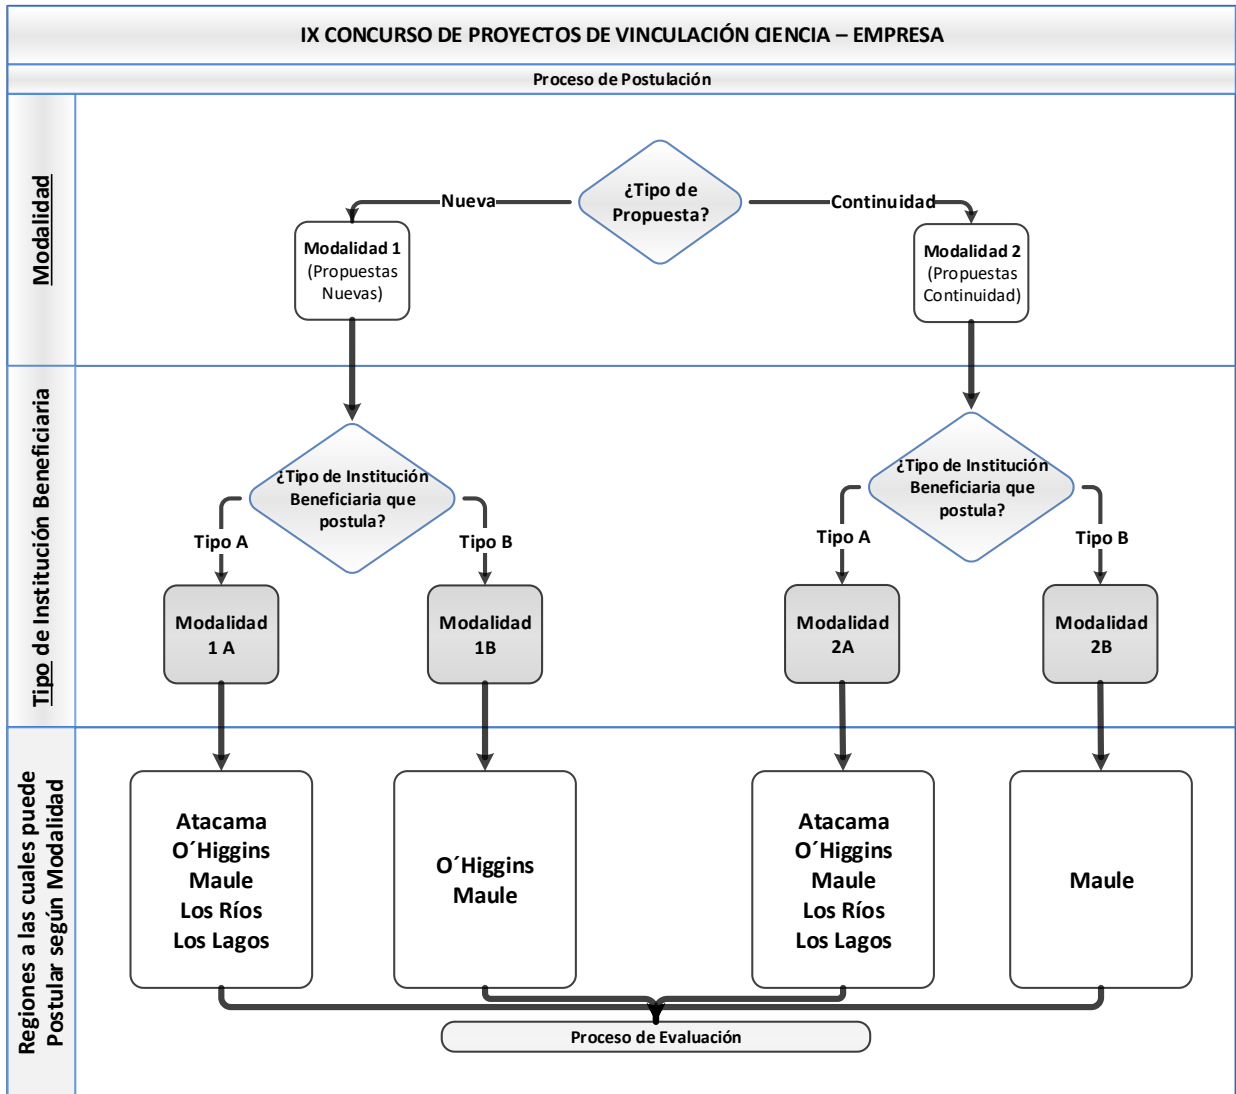 IX CONCURSO DE PROYECTOS DE VINCULACIÓN CIENCIA – EMPRESA
Proceso de Postulación
Modalidad
¿Tipo de
Propuesta?
Nueva
Continuidad
Modalidad 1
(Propuestas
Nuevas)
Modalidad 2
(Propuestas
Continuidad)
Tipo de Institución Beneficiaria
¿Tipo de Institución
Beneficiaria que
postula?
Tipo A
Tipo B
¿Tipo de Institución
Beneficiaria que
postula?
Tipo A
Tipo B
Modalidad
1 A
Modalidad
1B
Modalidad
2A
Modalidad
2B
Regiones a las cuales puede
Postular según Modalidad
Atacama
O´Higgins
Maule
Los Ríos
Los Lagos
O´Higgins
Maule
Atacama
O´Higgins
Maule
Los Ríos
Los Lagos
Maule
Proceso de Evaluación